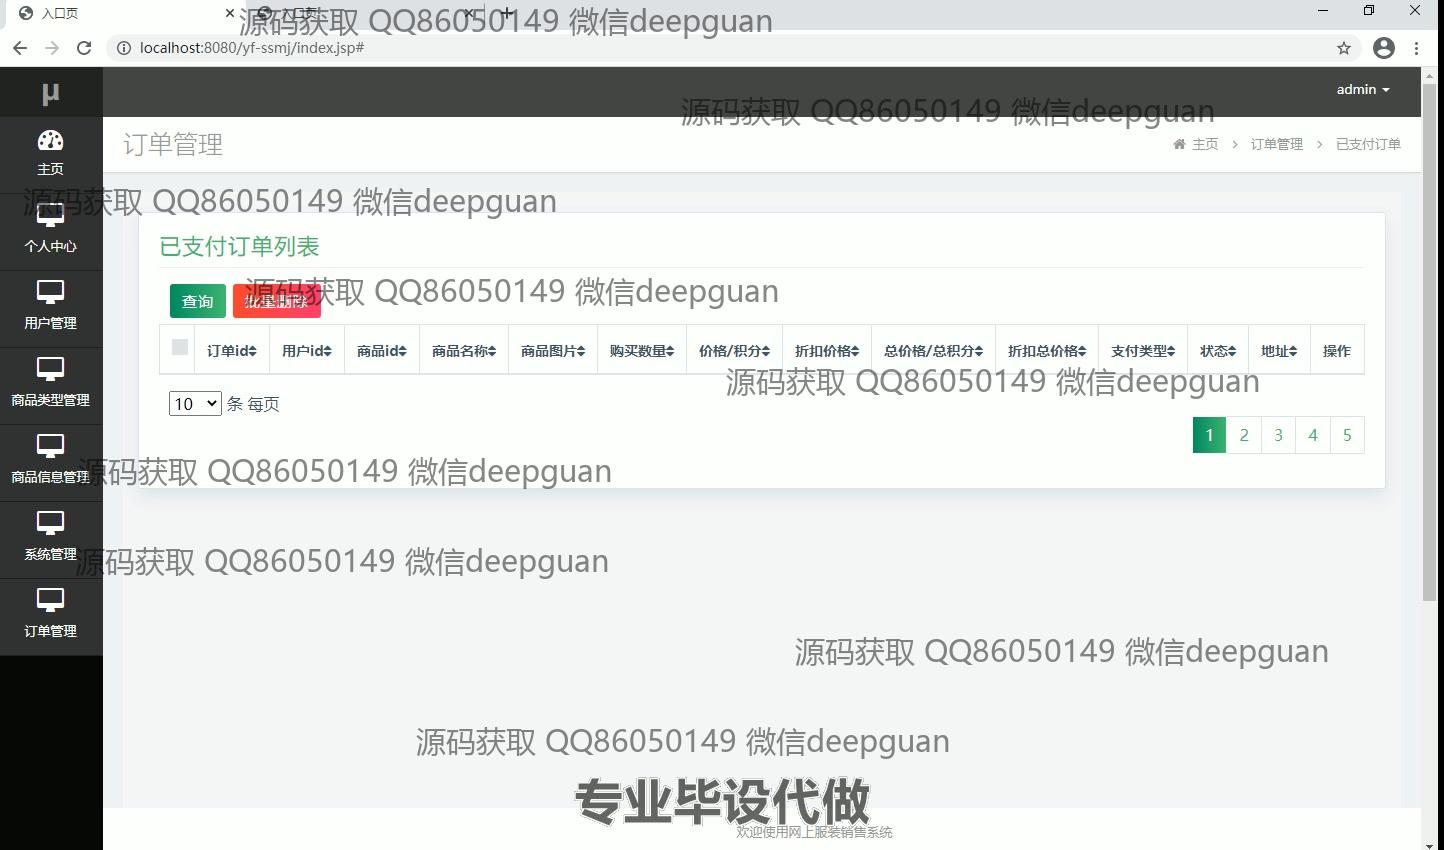 入口页
入口页
源码获取 QQ86050149 微信deepguan
localhost:8080/yf-ssmj/index.jsp#
μ
admin
源码获取 QQ86050149 微信deepguan
订单管理
主页 > 订单管理 > 已支付订单
主页
源码获取 QQ86050149 微信deepguan
个人中心
已支付订单列表
查询 批量删除
源码获取 QQ86050149 微信deepguan
用户管理
订单id 用户id 商品id 商品名称 商品图片 购买数量 价格/积分 折扣价格 总价格/总积分 折扣总价格 支付类型 状态 地址 操作
源码获取 QQ86050149 微信deepguan
商品类型管理
10 条 每页
1 2 3 4 5
商品信息管理
源码获取 QQ86050149 微信deepguan
系统管理
源码获取 QQ86050149 微信deepguan
订单管理
源码获取 QQ86050149 微信deepguan
源码获取 QQ86050149 微信deepguan
专业毕设代做
欢迎使用网上服装销售系统